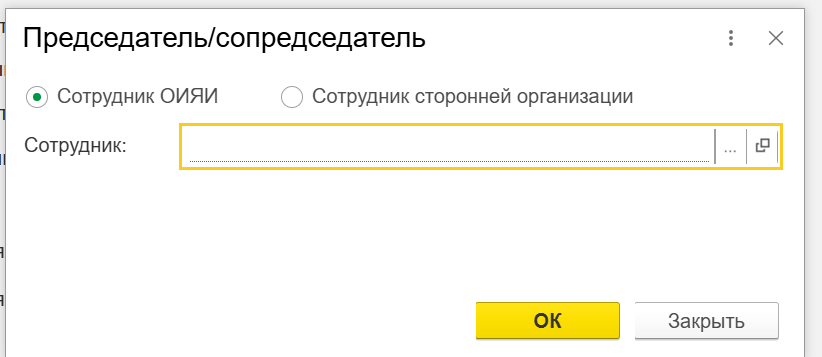 Председатель/сопредседатель
Сотрудник ОИЯИ Сотрудник сторонней организации
Сотрудник: ...
ОК Закрыть